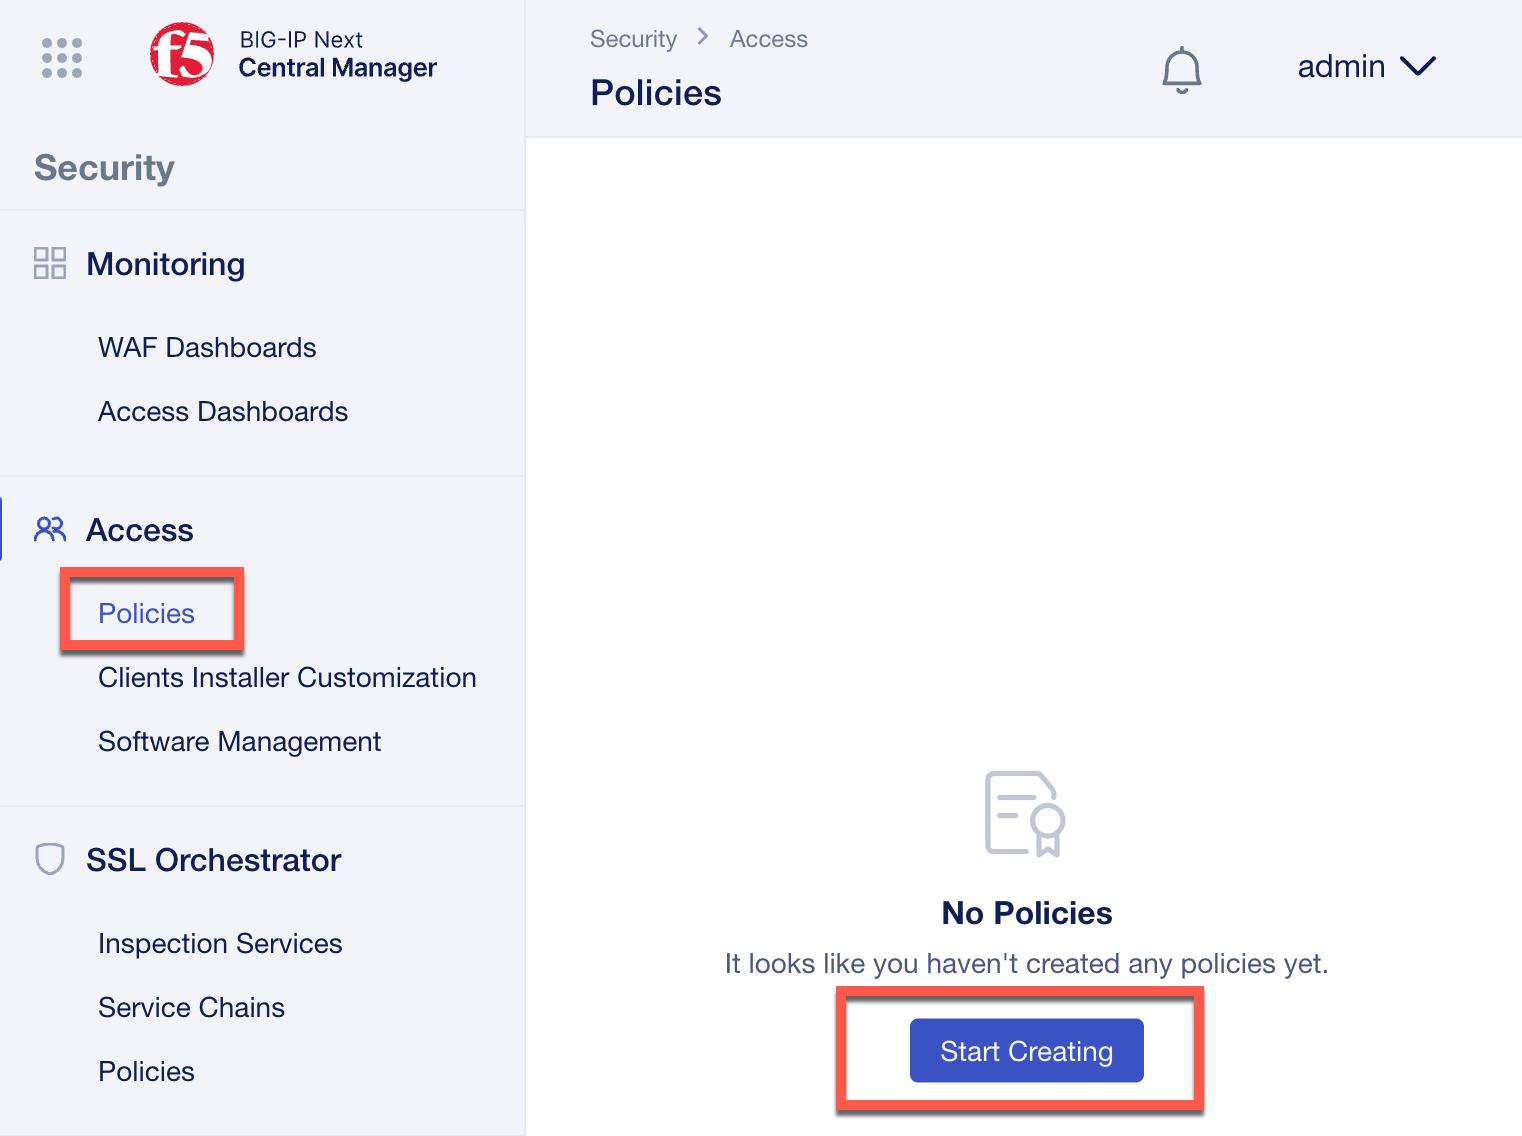 f5
BIG-IP Next
Central Manager
Security
Monitoring
WAF Dashboards
Access Dashboards
Access
Policies
Clients Installer Customization
Software Management
SSL Orchestrator
Inspection Services
Service Chains
Policies
Security > Access
Policies
admin
No Policies
It looks like you haven't created any policies yet.
Start Creating